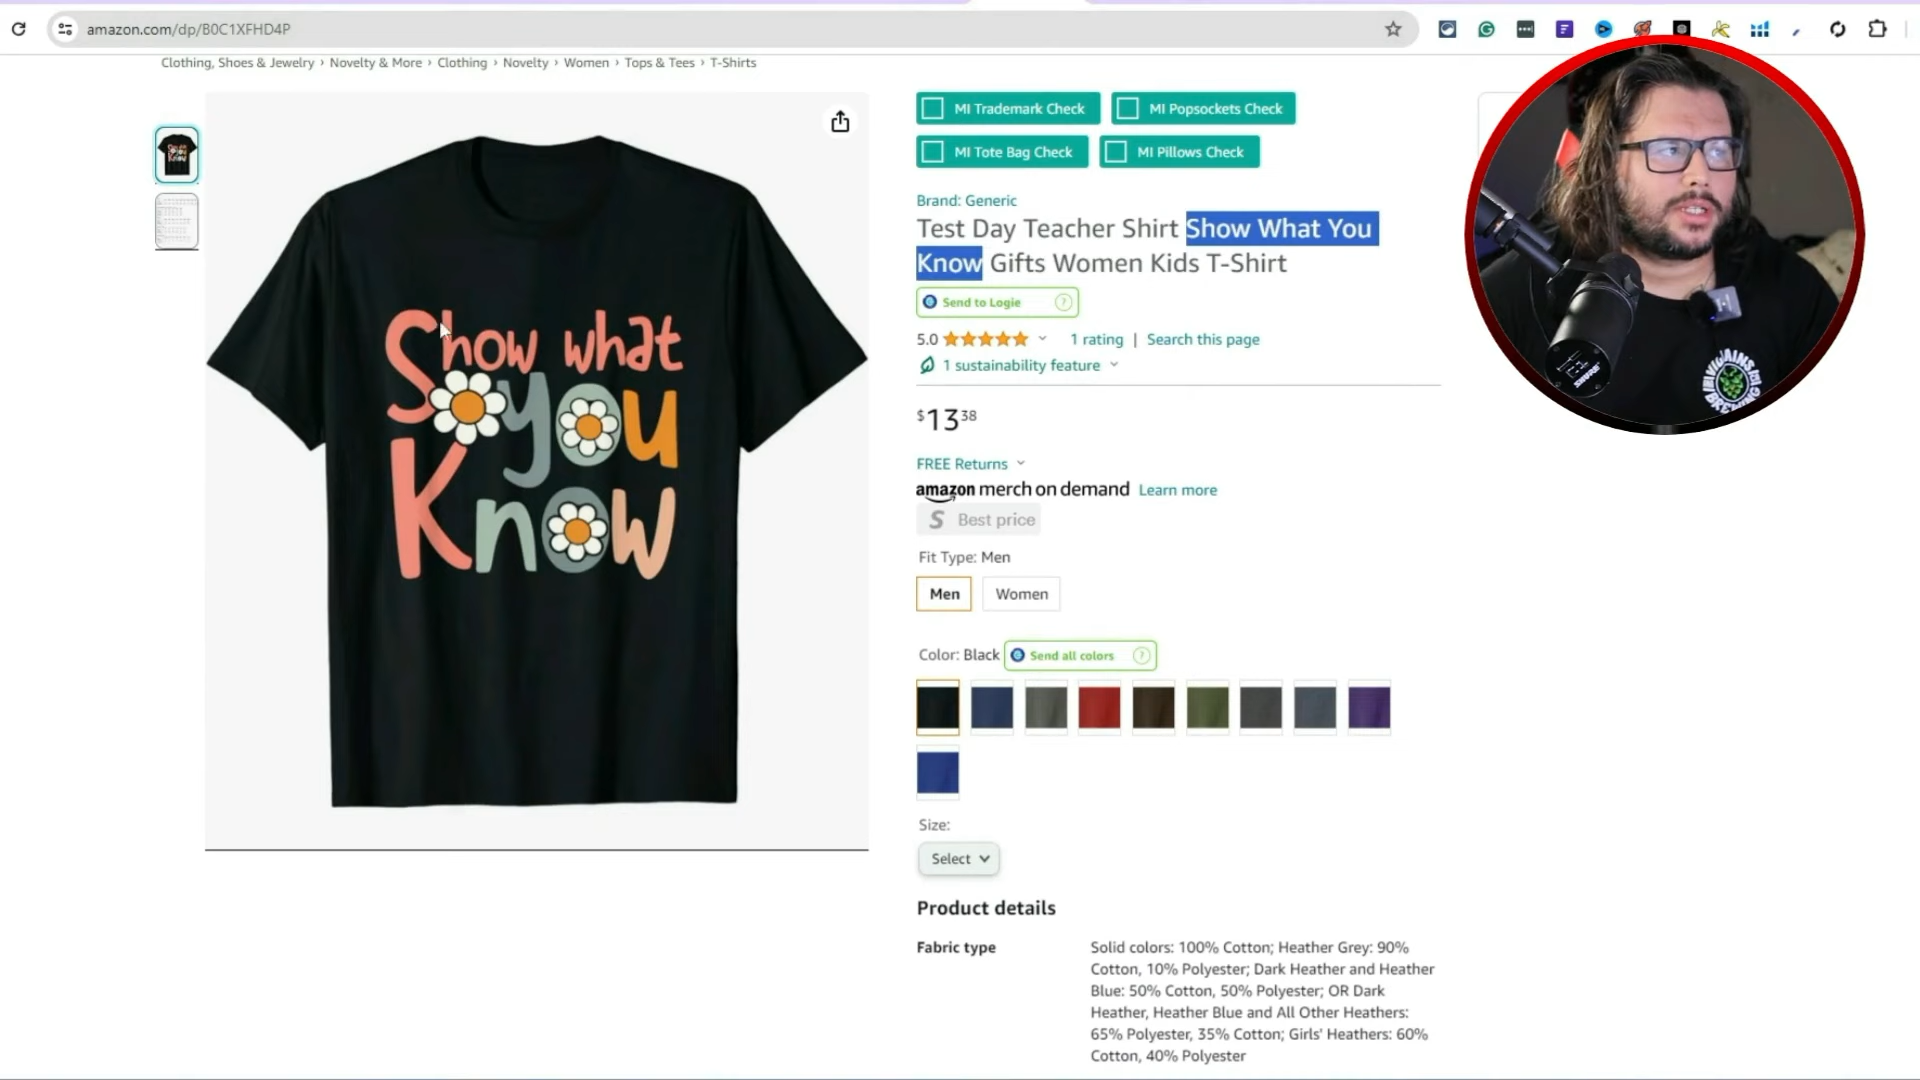 amazon.com/dp/B0C1XFHD4P
Clothing, Shoes & Jewelry › Novelty & More › Clothing › Novelty › Women › Tops & Tees › T-Shirts
MI Trademark Check
MI Popsockets Check
MI Tote Bag Check
MI Pillows Check
Brand: Generic
Test Day Teacher Shirt Show What You
Know Gifts Women Kids T-Shirt
Send to Logie ?
5.0 1 rating | Search this page
1 sustainability feature
$13 38
FREE Returns
amazon merch on demand Learn more
S Best price
Fit Type: Men
Men Women
Color: Black Send all colors ?
Size:
Select
Product details
Fabric type
Solid colors: 100% Cotton; Heather Grey: 90%
Cotton, 10% Polyester; Dark Heather and Heather
Blue: 50% Cotton, 50% Polyester; OR Dark
Heather, Heather Blue and All Other Heathers:
65% Polyester, 35% Cotton; Girls' Heathers: 60%
Cotton, 40% Polyester
Show what
you
Know
SHURE